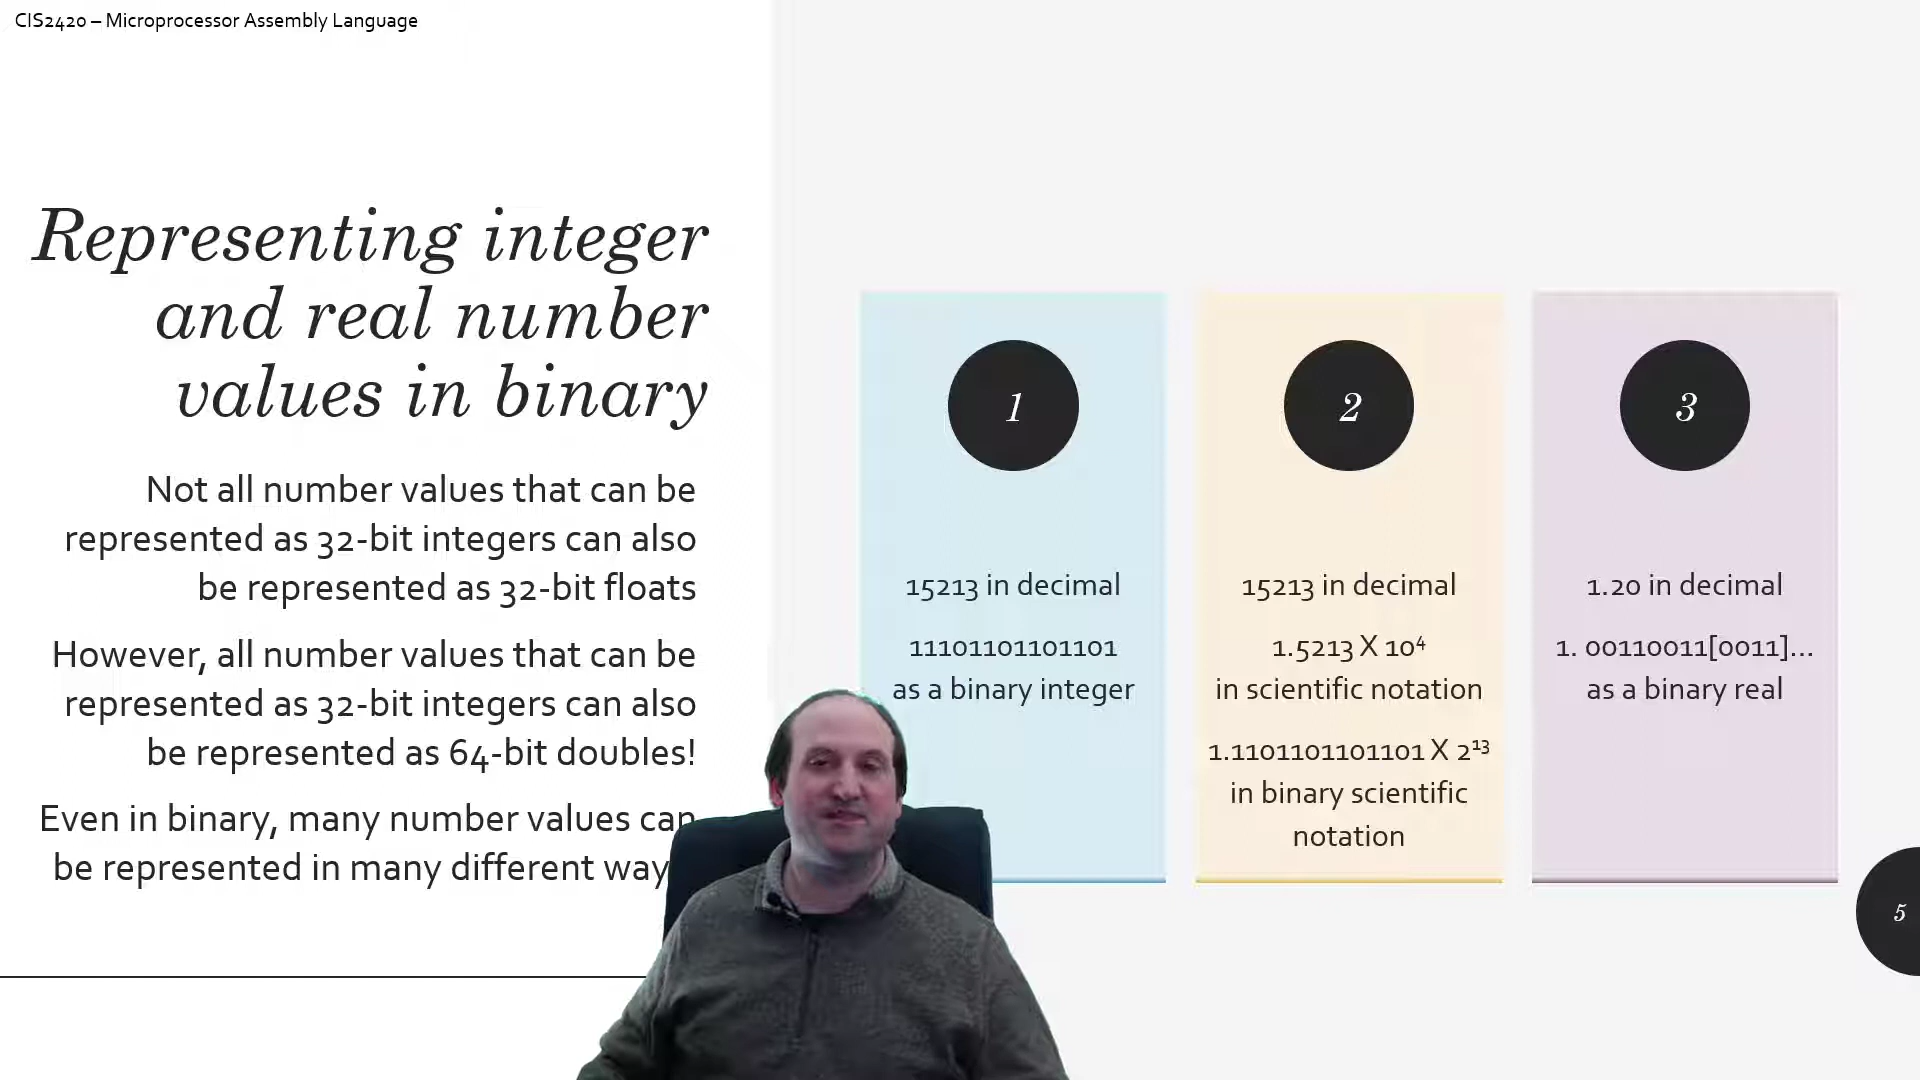 CIS2420 – Microprocessor Assembly Language
Representing integer
and real number
values in binary
Not all number values that can be
represented as 32-bit integers can also
be represented as 32-bit floats
However, all number values that can be
represented as 32-bit integers can also
be represented as 64-bit doubles!
Even in binary, many number values can
be represented in many different way
1
15213 in decimal
11101101101101
as a binary integer
2
15213 in decimal
1.5213 X 10⁴
in scientific notation
1.1101101101101 X 2¹³
in binary scientific
notation
3
1.20 in decimal
1. 00110011[0011]...
as a binary real
5